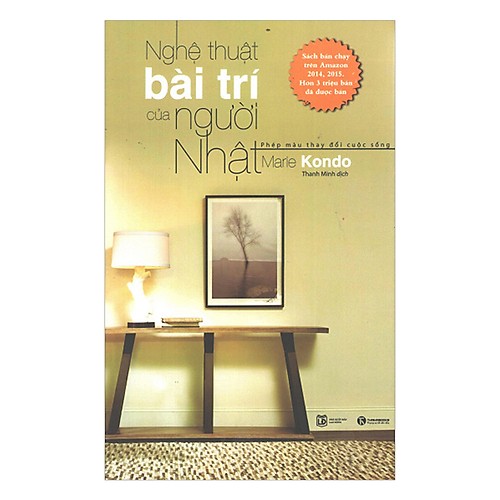 Nghệ thuật
bài trí
của người
Nhật
Phép màu thay đổi cuộc sống
Marie Kondo
Thanh Minh dịch
Sách bán chạy
trên Amazon
2014, 2015.
Hơn 3 triệu bản
đã được bán